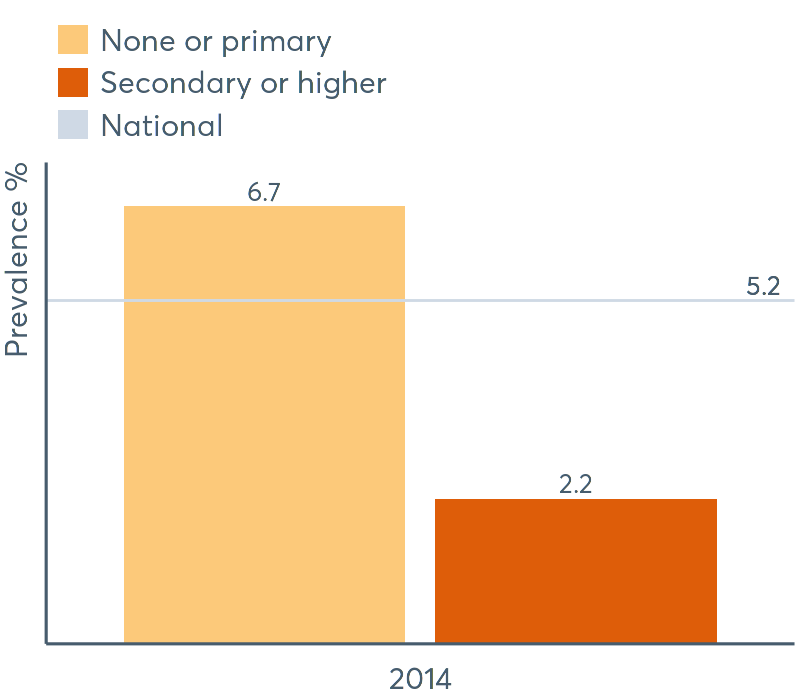 None or primary
Secondary or higher
National
Prevalence %
6.7
5.2
2.2
2014